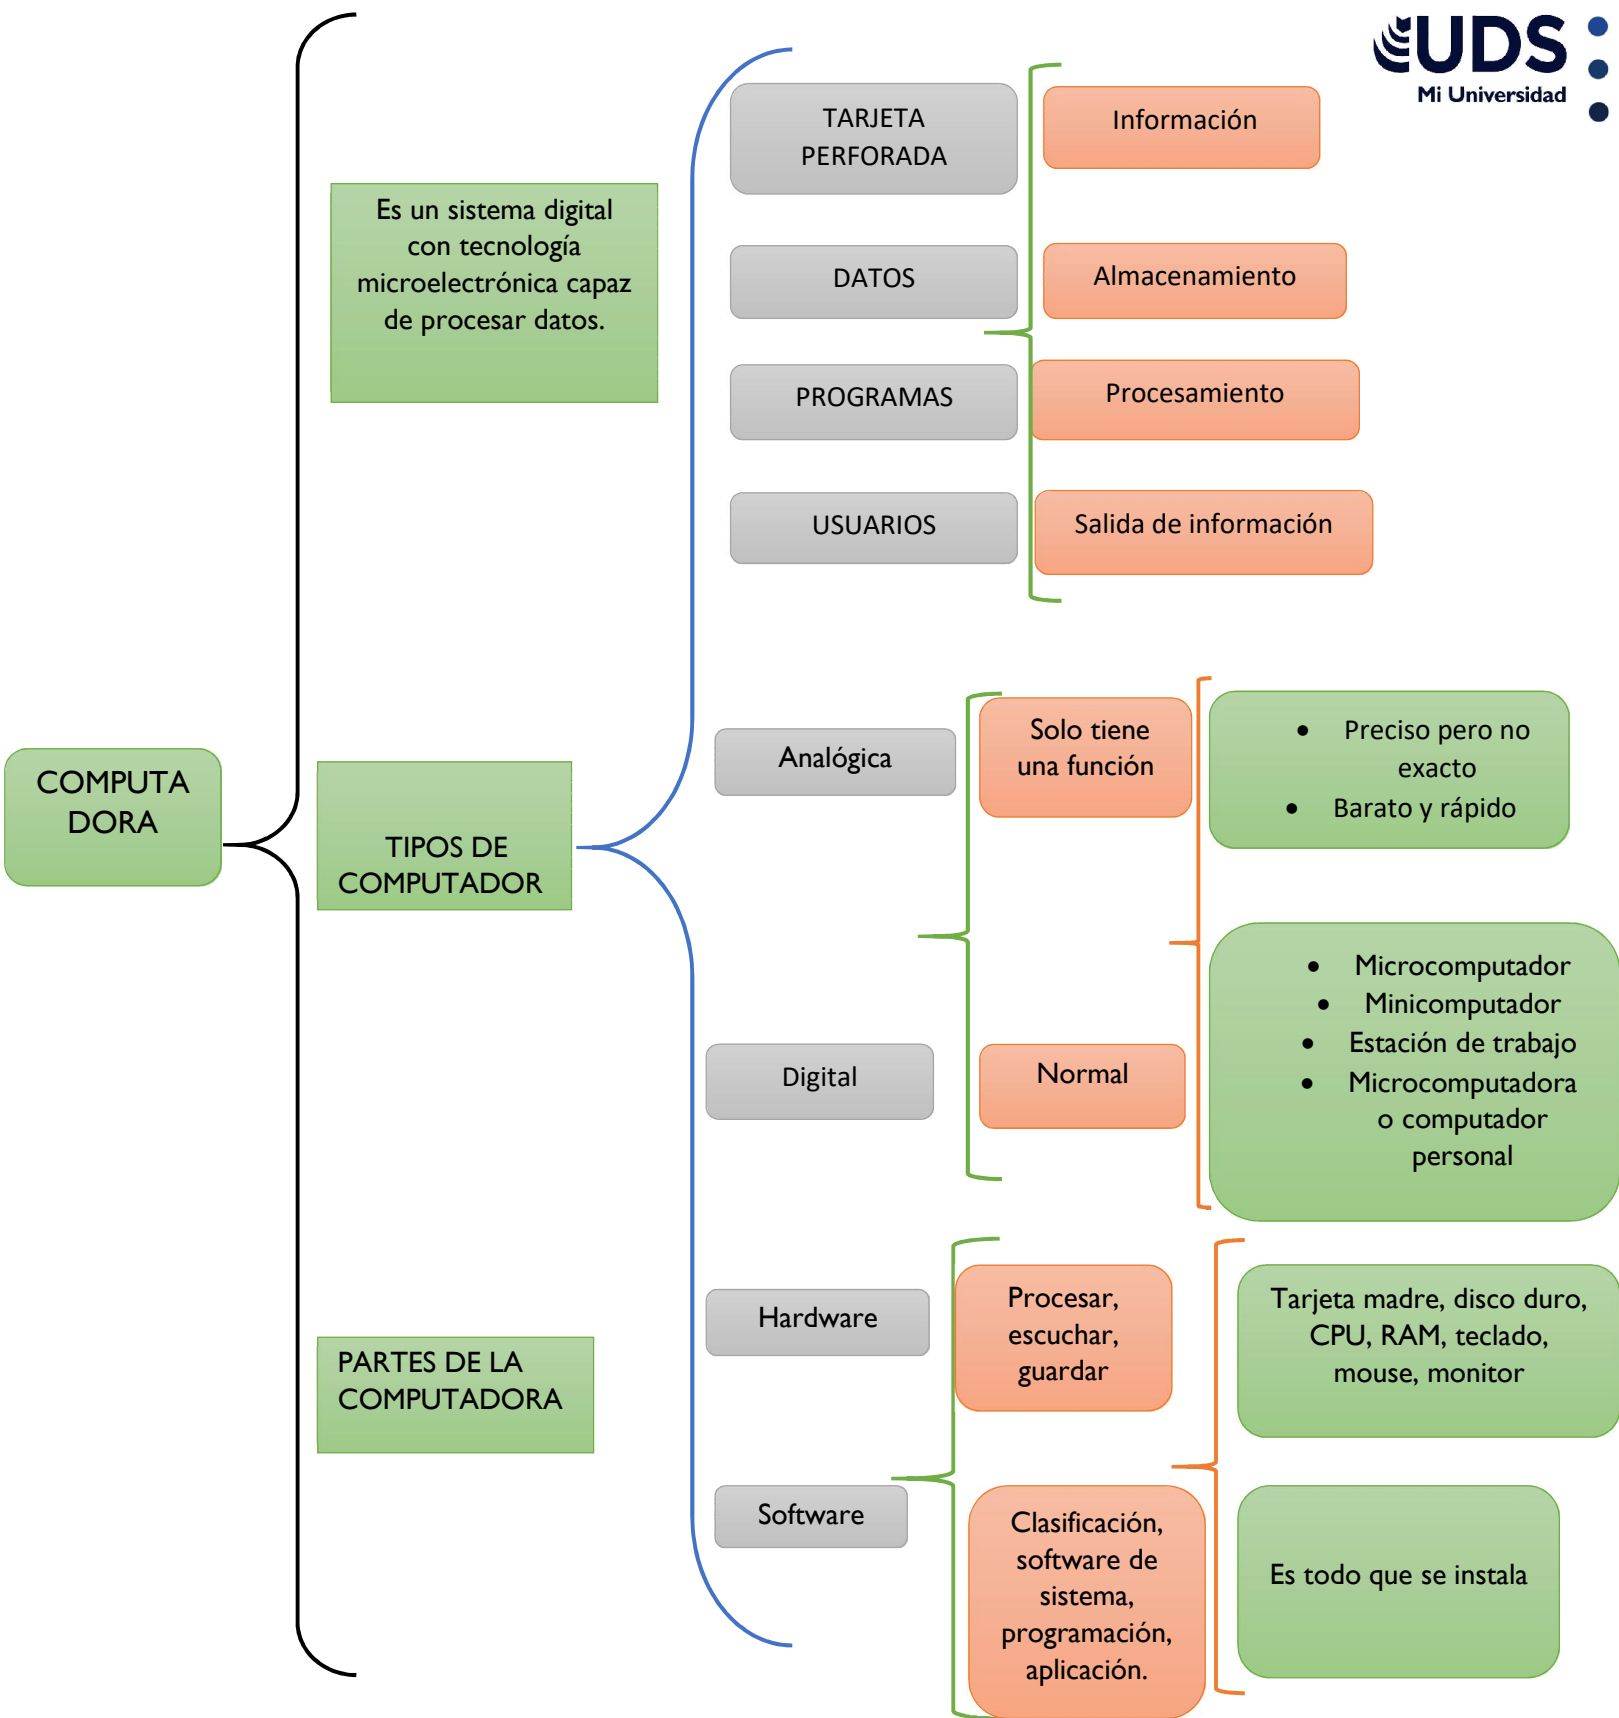 UDS
Mi Universidad
TARJETA
PERFORADA
Información
Es un sistema digital
con tecnología
microelectrónica capaz
de procesar datos.
DATOS
Almacenamiento
PROGRAMAS
Procesamiento
USUARIOS
Salida de información
COMPUTA
DORA
TIPOS DE
COMPUTADOR
Analógica
Solo tiene
una función
• Preciso pero no
exacto
• Barato y rápido
Digital
Normal
• Microcomputador
• Minicomputador
• Estación de trabajo
• Microcomputadora
o computador
personal
PARTES DE LA
COMPUTADORA
Hardware
Procesar,
escuchar,
guardar
Tarjeta madre, disco duro,
CPU, RAM, teclado,
mouse, monitor
Software
Clasificación,
software de
sistema,
programación,
aplicación.
Es todo que se instala